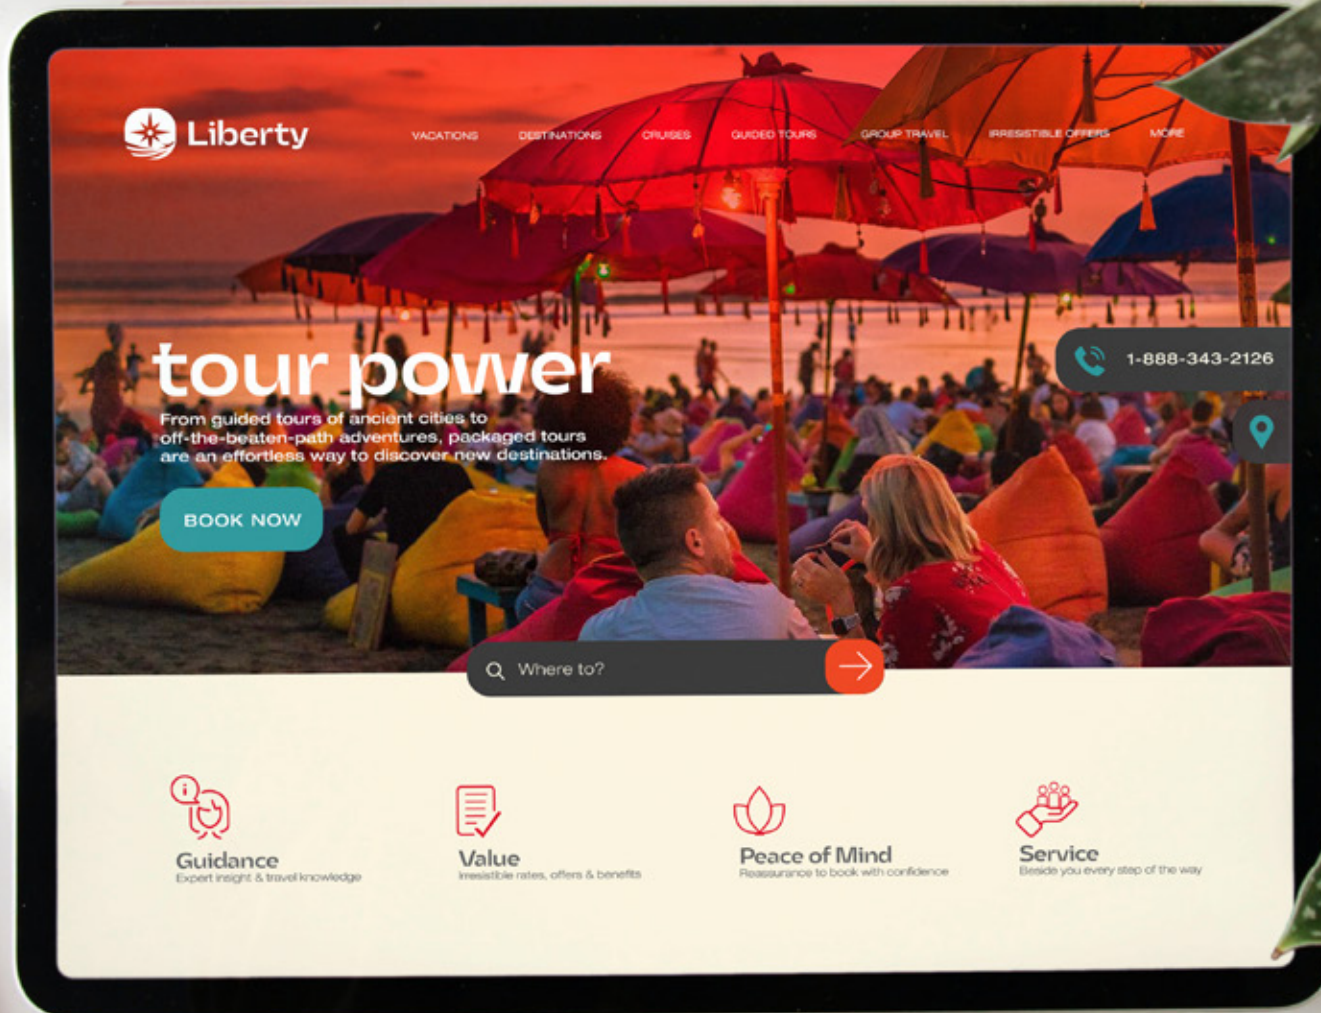 Liberty
VACATIONS DESTINATIONS CRUISES GUIDED TOURS GROUP TRAVEL IRRESISTIBLE OFFERS MORE
tour power
From guided tours of ancient cities to
off-the-beaten-path adventures, packaged tours
are an effortless way to discover new destinations.
BOOK NOW
1-888-343-2126
Where to?
Guidance
Expert insight & travel knowledge
Value
Irresistible rates, offers & benefits
Peace of Mind
Reassurance to book with confidence
Service
Beside you every step of the way